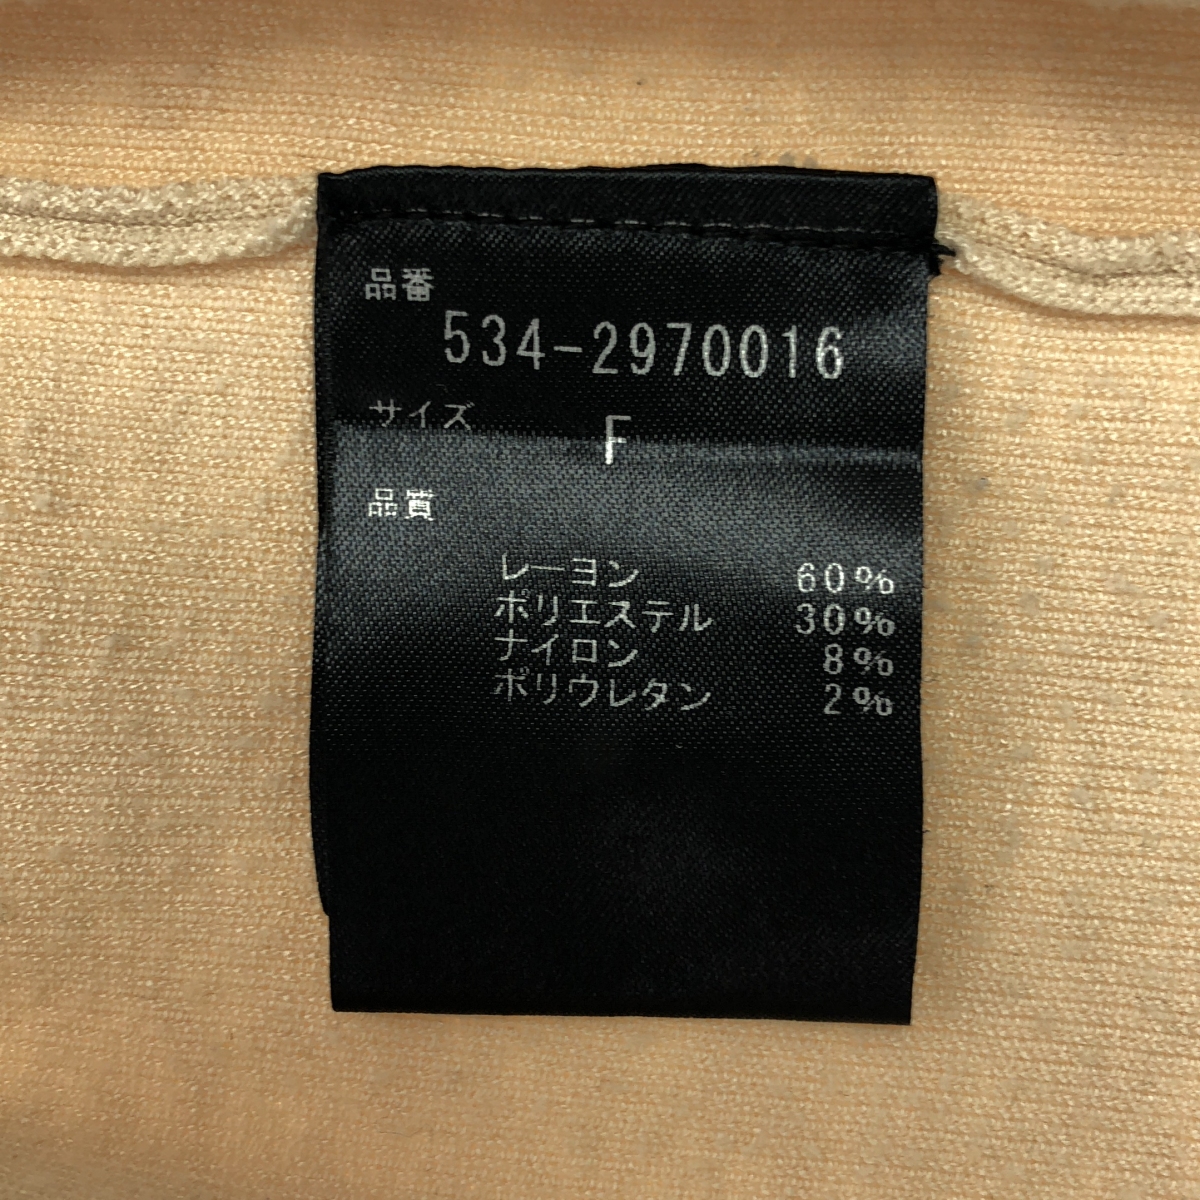 品番
534-2970016
サイズ F
品質
レーヨン 60%
ポリエステル 30%
ナイロン 8%
ポリウレタン 2%